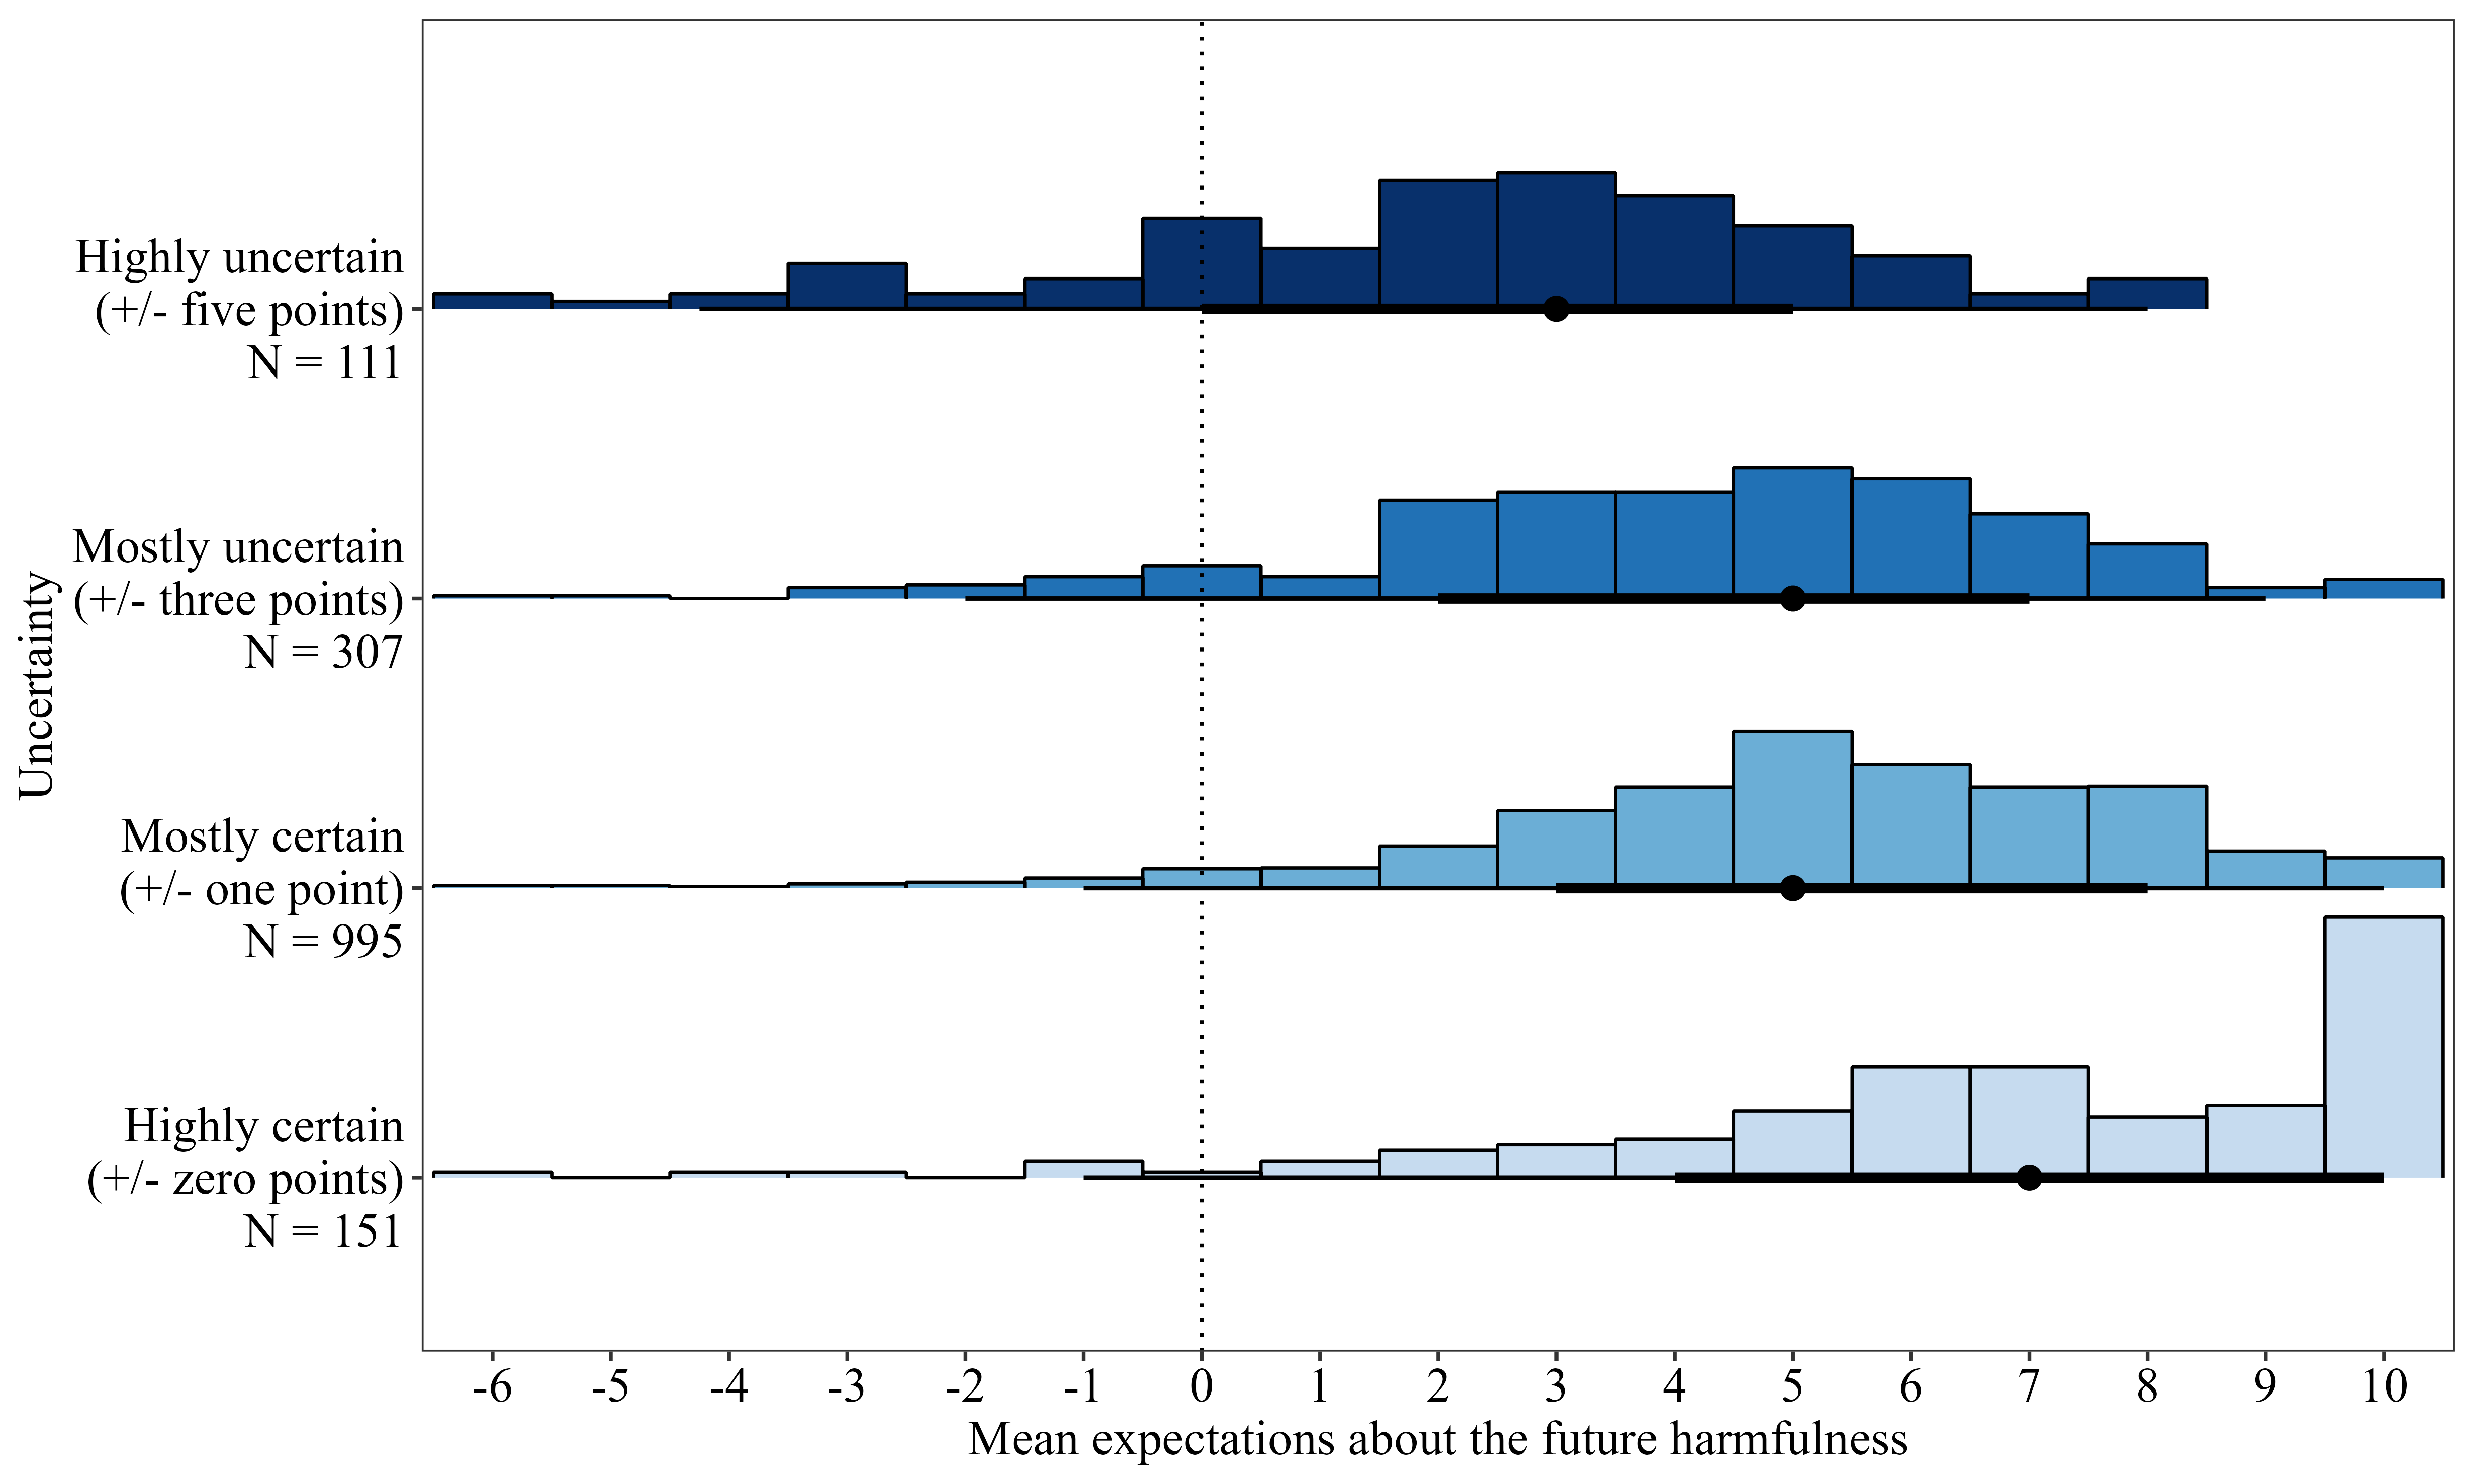 Uncertainty
Highly uncertain
(+/- five points)
N = 111
Mostly uncertain
(+/- three points)
N = 307
Mostly certain
(+/- one point)
N = 995
Highly certain
(+/- zero points)
N = 151
-6 -5 -4 -3 -2 -1 0 1 2 3 4 5 6 7 8 9 10
Mean expectations about the future harmfulness